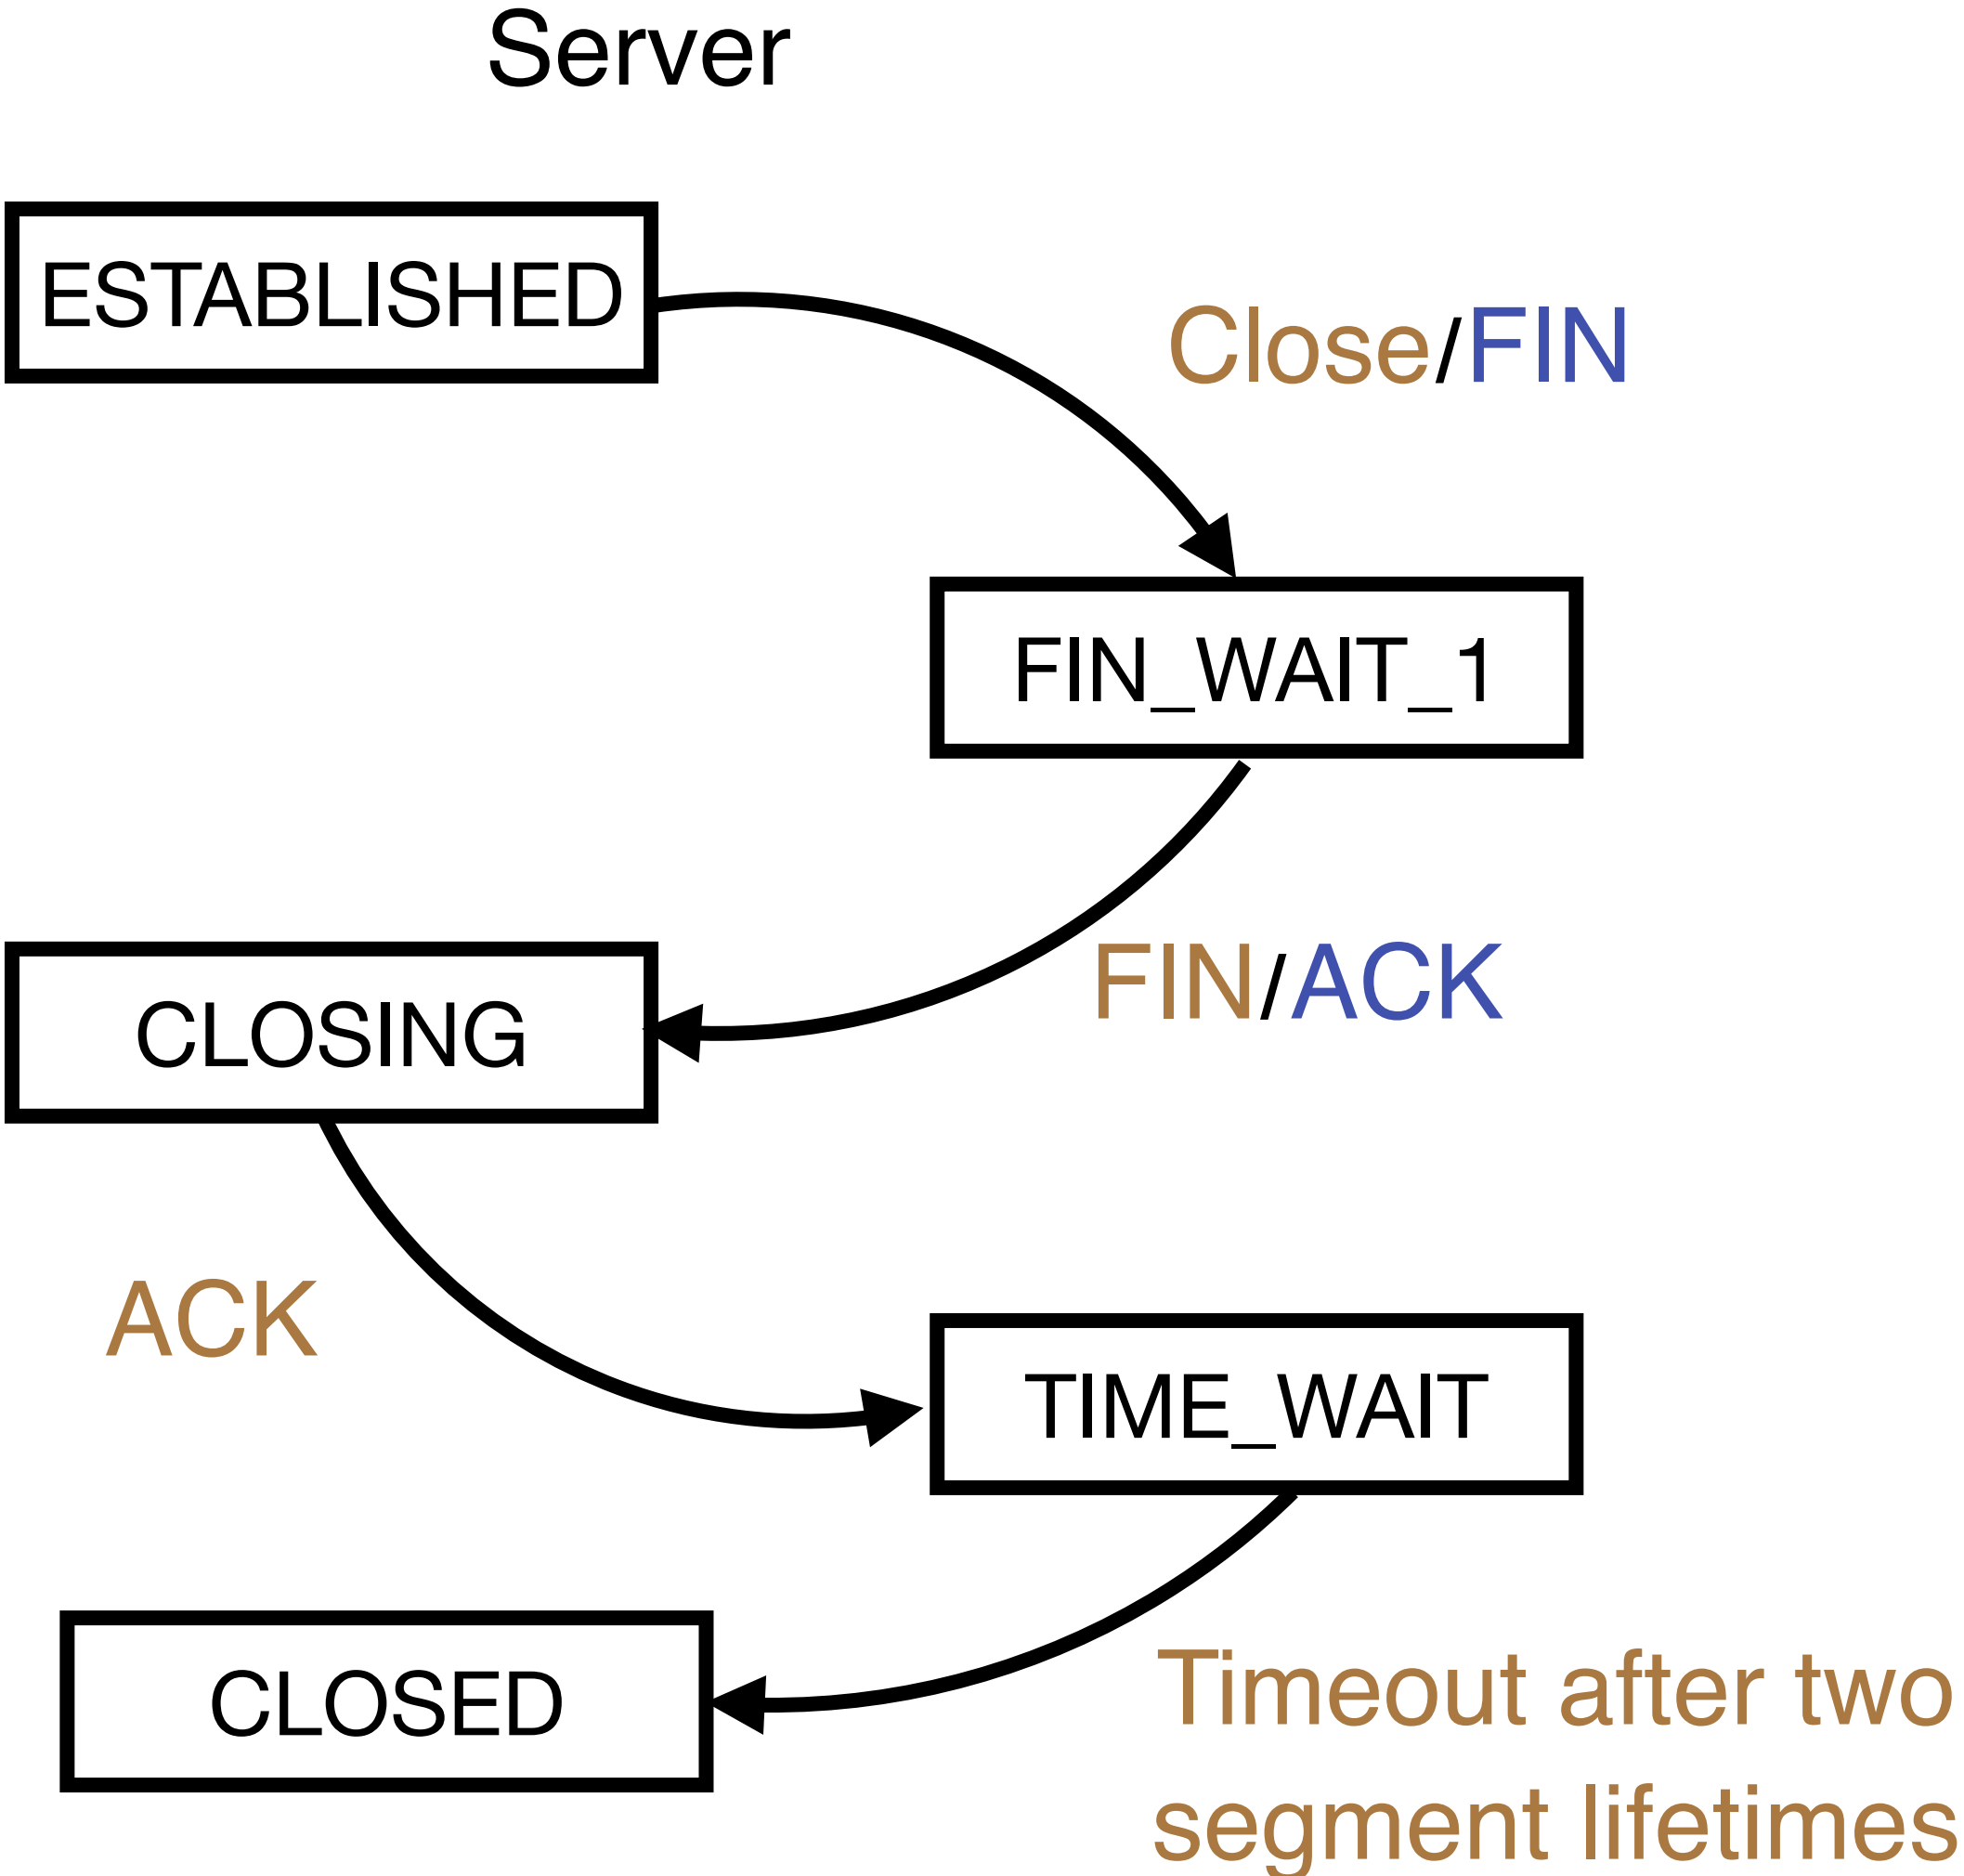 Server
ESTABLISHED
Close/FIN
FIN_WAIT_1
CLOSING
FIN/ACK
ACK
TIME_WAIT
CLOSED
Timeout after two
segment lifetimes